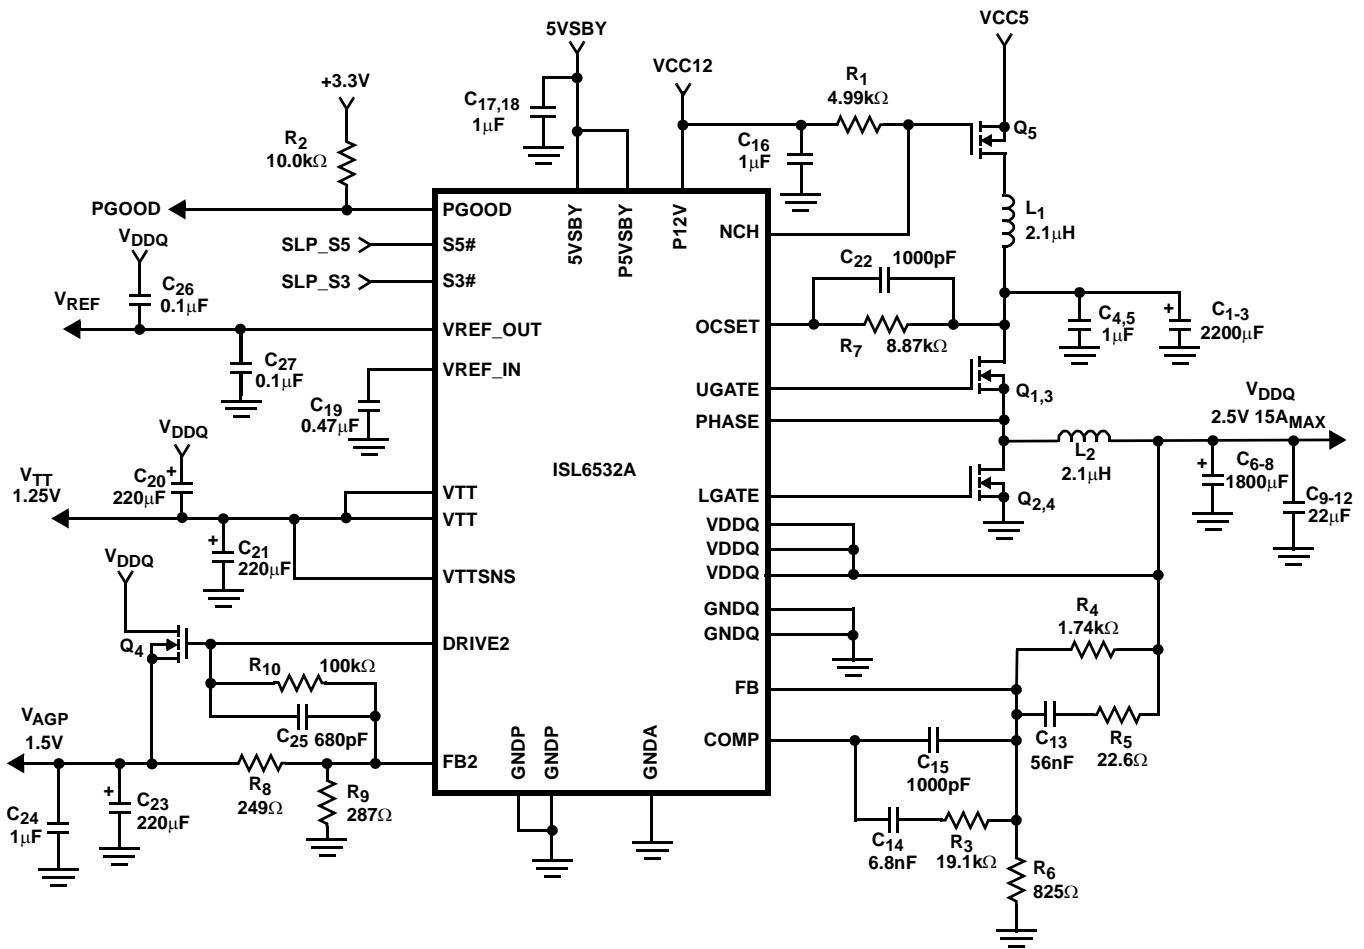 5VSBY
VCC5
+3.3V
C17,18
1µF
VCC12
R1
4.99kΩ
R2
10.0kΩ
C16
1µF
Q5
PGOOD
PGOOD
5VSBY
P5VSBY
P12V
NCH
L1
2.1µH
VDDQ
SLP_S5
S5#
SLP_S3
S3#
C22
1000pF
C26
0.1µF
VREF
VREF_OUT
OCSET
R7
8.87kΩ
C4,5
1µF
C1-3
2200µF
C27
0.1µF
VREF_IN
UGATE
Q1,3
C19
0.47µF
PHASE
VDDQ
2.5V 15AMAX
VDDQ
ISL6532A
L2
2.1µH
C20
220µF
VTT
1.25V
VTT
VTT
LGATE
Q2,4
C6-8
1800µF
C9-12
22µF
VDDQ
VDDQ
VDDQ
C21
220µF
VTTSNS
VDDQ
GNDQ
GNDQ
R4
1.74kΩ
Q4
DRIVE2
R10
100kΩ
FB
C25
680pF
C13
56nF
R5
22.6Ω
VAGP
1.5V
COMP
C15
1000pF
GNDP
GNDP
GNDA
FB2
R8
249Ω
R9
287Ω
C23
220µF
C24
1µF
C14
6.8nF
R3
19.1kΩ
R6
825Ω